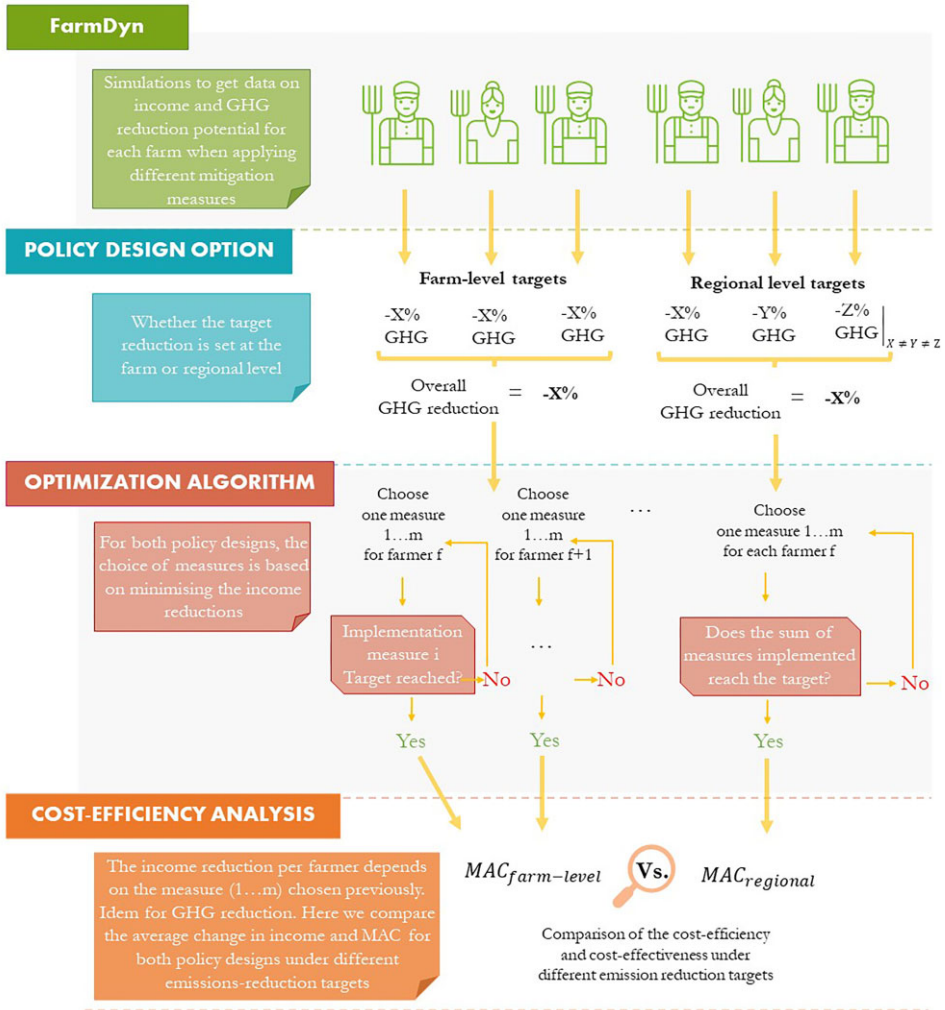 FarmDyn
Simulations to get data on
income and GHG
reduction potential for
each farm when applying
different mitigation
measures
POLICY DESIGN OPTION
Whether the target
reduction is set at the
farm or regional level
Farm-level targets
-X% -X% -X%
GHG GHG GHG
Overall
GHG reduction = -X%
Regional level targets
-X% -Y% -Z%
GHG GHG GHG | X ≠ Y ≠ Z
Overall
GHG reduction = -X%
OPTIMIZATION ALGORITHM
For both policy designs, the
choice of measures is based
on minimising the income
reductions
Choose
one measure
1...m
for farmer f
Implementation
measure i
Target reached?
No
Yes
Choose
one measure
1...m
for farmer f+1
...
No
Yes
...
Choose
one measure 1...m
for each farmer f
Does the sum of
measures implemented
reach the target?
No
Yes
COST-EFFICIENCY ANALYSIS
The income reduction per farmer depends
on the measure (1...m) chosen previously.
Idem for GHG reduction. Here we compare
the average change in income and MAC for
both policy designs under different
emissions-reduction targets
MAC farm-level Vs. MAC regional
Comparison of the cost-efficiency
and cost-effectiveness under
different emission reduction targets